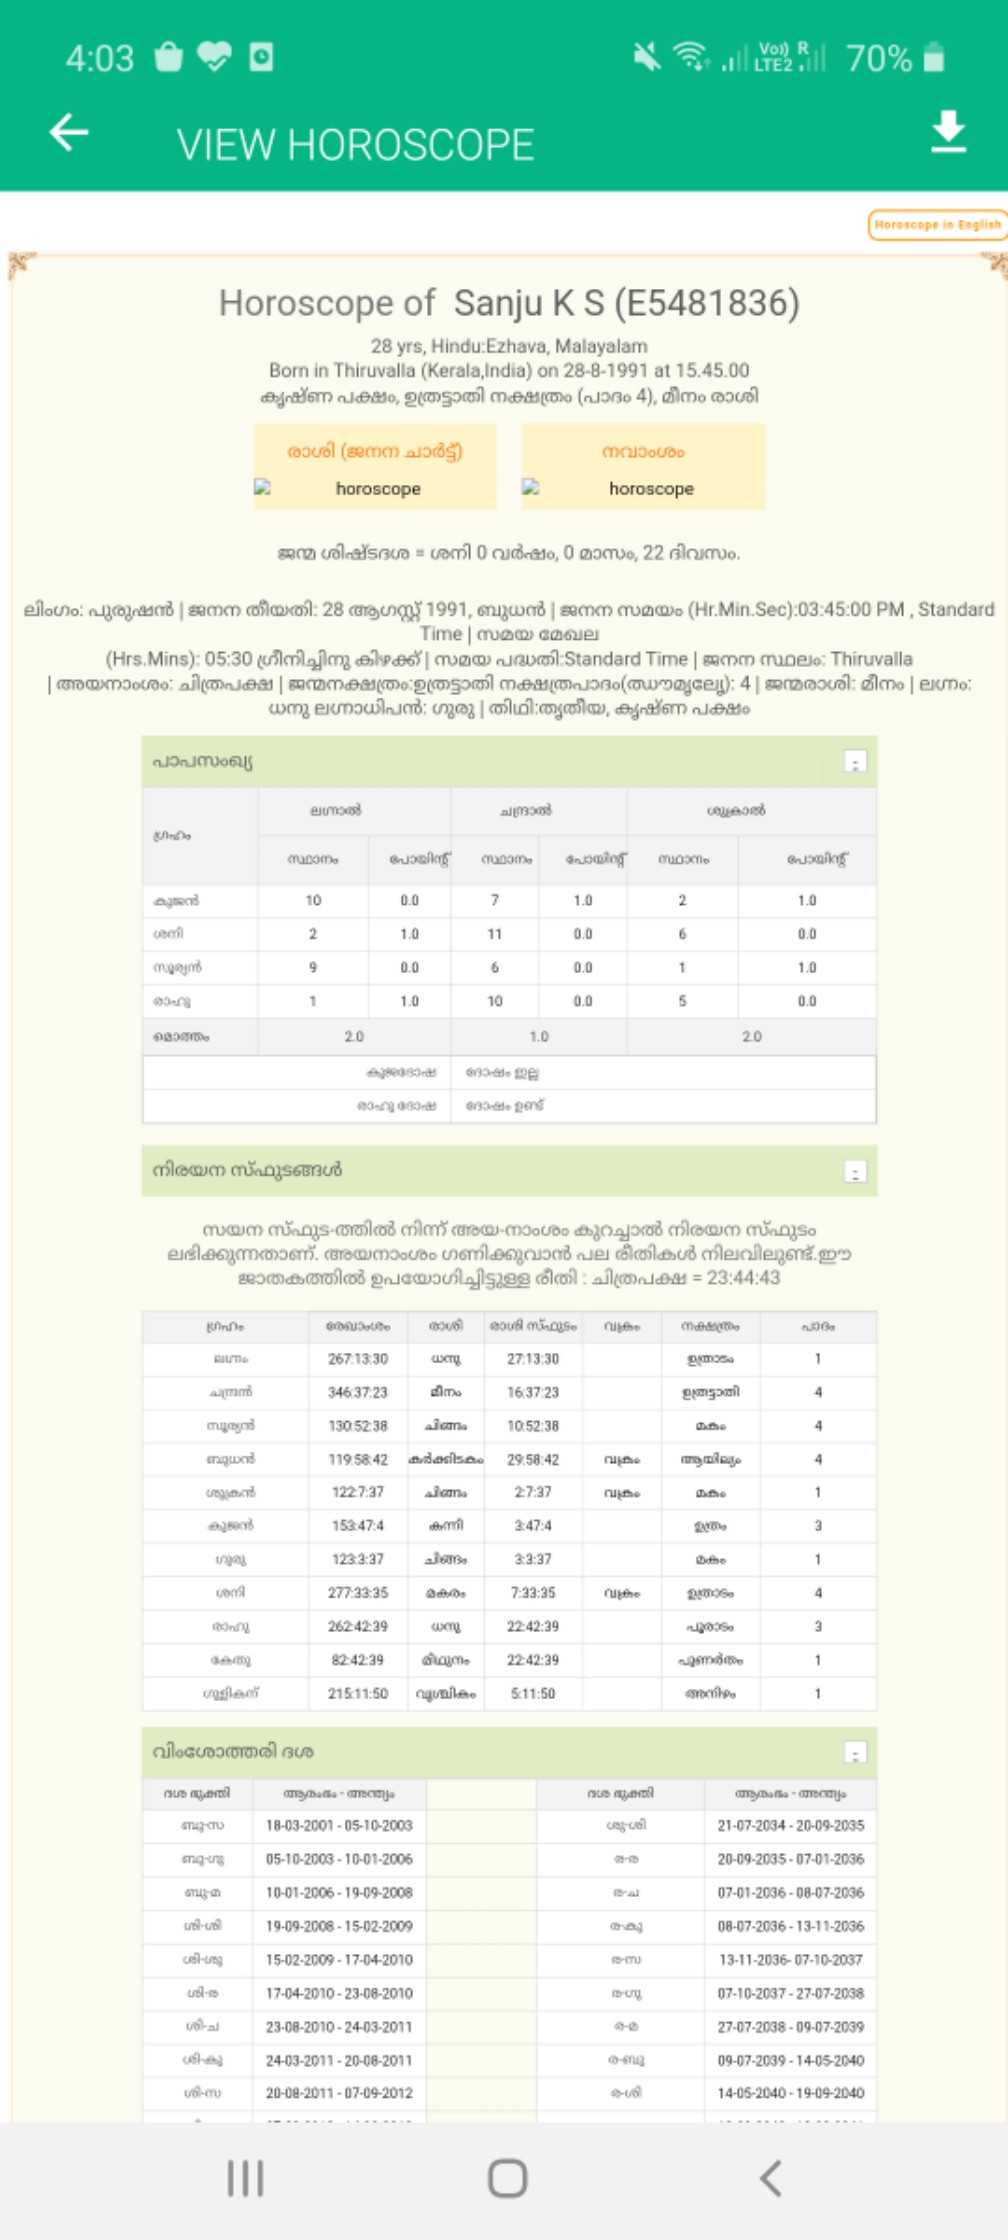 4:03
Vo)) R
LTE2 70%
VIEW HOROSCOPE
Horoscope in English
Horoscope of Sanju K S (E5481836)
28 yrs, Hindu:Ezhava, Malayalam
Born in Thiruvalla (Kerala,India) on 28-8-1991 at 15.45.00
കൃഷ്ണ പക്ഷം, ഉത്രട്ടാതി നക്ഷത്രം (പാദം 4), മീനം രാശി
രാശി (ജനന ചാർട്ട്) നവാംശം
horoscope horoscope
ജന്മ ശിഷ്ടദശ = ശനി 0 വർഷം, 0 മാസം, 22 ദിവസം.
ലിംഗം: പുരുഷൻ | ജനന തീയതി: 28 ആഗസ്റ്റ് 1991, ബുധൻ | ജനന സമയം (Hr.Min.Sec):03:45:00 PM , Standard
Time | സമയ മേഖല
(Hrs.Mins): 05:30 ഗ്രീനിച്ചിനു കിഴക്ക് | സമയ പദ്ധതി:Standard Time | ജനന സ്ഥലം: Thiruvalla
| അയനാംശം: ചിത്രപക്ഷ | ജന്മനക്ഷത്രം:ഉത്രട്ടാതി 4 | ജന്മരാശി: മീനം | ലഗ്നം:
ധനു ലഗ്നാധിപൻ: ഗുരു | തിഥി:തൃതീയ, കൃഷ്ണ പക്ഷം
പാപസംഖ്യ
ഗ്രഹം ലഗ്നാൽ ചന്ദ്രാൽ ശുക്രാൽ
സ്ഥാനം പോയിന്റ് സ്ഥാനം പോയിന്റ് സ്ഥാനം പോയിന്റ്
കുജൻ 10 0.0 7 1.0 2 1.0
ശനി 2 1.0 11 0.0 6 0.0
സൂര്യൻ 9 0.0 6 0.0 1 1.0
രാഹു 1 1.0 10 0.0 5 0.0
മൊത്തം 2.0 1.0 2.0
കുജദോഷ ദോഷം ഇല്ല
രാഹു ദോഷ ദോഷം ഉണ്ട്
നിരയന സ്ഫുടങ്ങൾ
സയന സ്ഫുട-ത്തിൽ നിന്ന് അയ-നാംശം കുറച്ചാൽ നിരയന സ്ഫുടം
ലഭിക്കുന്നതാണ്. അയനാംശം ഗണിക്കുവാൻ പല രീതികൾ നിലവിലുണ്ട്.ഈ
ജാതകത്തിൽ ഉപയോഗിച്ചിട്ടുള്ള രീതി : ചിത്രപക്ഷ = 23:44:43
ഗ്രഹം രേഖാംശം രാശി രാശി സ്ഫുടം വക്രം നക്ഷത്രം പാദം
ലഗ്നം 267:13:30 ധനു 27:13:30 ഉത്രാടം 1
ചന്ദ്രൻ 346:37:23 മീനം 16:37:23 ഉത്രട്ടാതി 4
സൂര്യൻ 130:52:38 ചിങ്ങം 10:52:38 മകം 4
ബുധൻ 119:58:42 കർക്കിടകം 29:58:42 വക്രം ആയില്യം 4
ശുക്രൻ 122:7:37 ചിങ്ങം 2:7:37 വക്രം മകം 1
കുജൻ 153:47:4 കന്നി 3:47:4 ഉത്രം 3
ഗുരു 123:3:37 ചിങ്ങം 3:3:37 മകം 1
ശനി 277:33:35 മകരം 7:33:35 വക്രം ഉത്രാടം 4
രാഹു 262:42:39 ധനു 22:42:39 പൂരാടം 3
കേതു 82:42:39 മിഥുനം 22:42:39 പുണർതം 1
ഗുളികന് 215:11:50 വൃശ്ചികം 5:11:50 അനിഴം 1
വിംശോത്തരി ദശ
ദശ ഭുക്തി ആരംഭം - അന്ത്യം ദശ ഭുക്തി ആരംഭം - അന്ത്യം
ബു-സ 18-03-2001 - 05-10-2003 ശു-ശി 21-07-2034 - 20-09-2035
ബു-ഗു 05-10-2003 - 10-01-2006 ര-ര 20-09-2035 - 07-01-2036
ബു-മ 10-01-2006 - 19-09-2008 ര-ച 07-01-2036 - 08-07-2036
ശി-ശി 19-09-2008 - 15-02-2009 ര-കു 08-07-2036 - 13-11-2036
ശി-ശു 15-02-2009 - 17-04-2010 ര-സ 13-11-2036- 07-10-2037
ശി-ര 17-04-2010 - 23-08-2010 ര-ഗു 07-10-2037 - 27-07-2038
ശി-ച 23-08-2010 - 24-03-2011 ര-മ 27-07-2038 - 09-07-2039
ശി-കു 24-03-2011 - 20-08-2011 ര-ബു 09-07-2039 - 14-05-2040
ശി-സ 20-08-2011 - 07-09-2012 ര-ശി 14-05-2040 - 19-09-2040